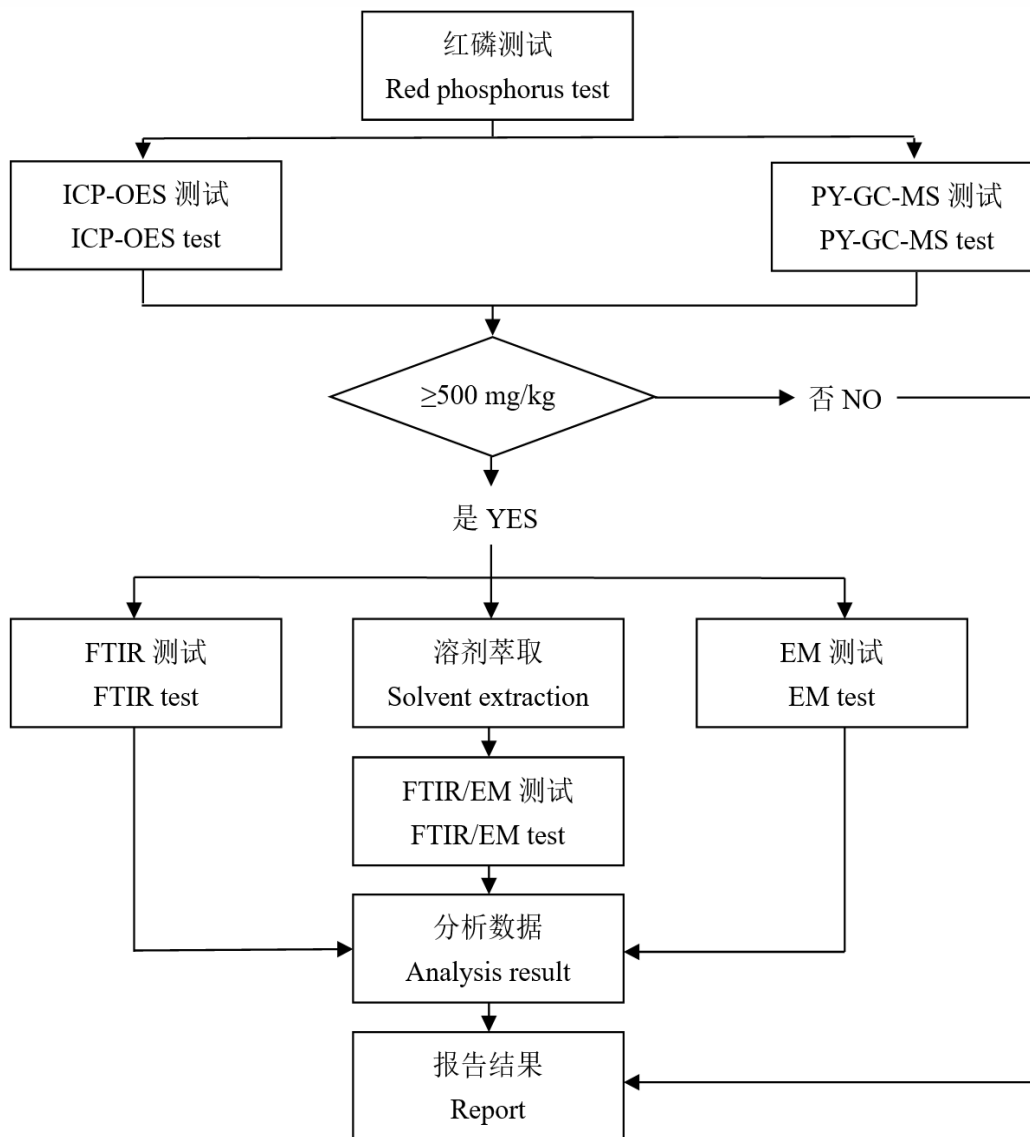 红磷测试
Red phosphorus test
ICP-OES 测试
ICP-OES test
PY-GC-MS 测试
PY-GC-MS test
≥500 mg/kg
否 NO
是 YES
FTIR 测试
FTIR test
溶剂萃取
Solvent extraction
EM 测试
EM test
FTIR/EM 测试
FTIR/EM test
分析数据
Analysis result
报告结果
Report